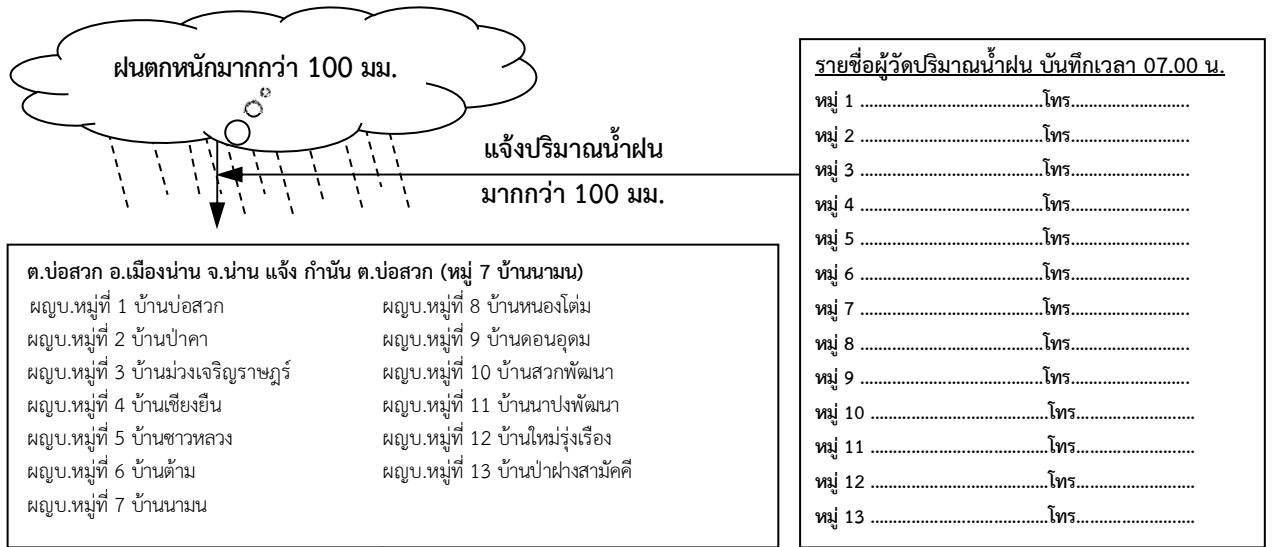 ฝนตกหนักมากกว่า 100 มม.
แจ้งปริมาณน้ำฝน
มากกว่า 100 มม.
ต.บ่อสวก อ.เมืองน่าน จ.น่าน แจ้ง กำนัน ต.บ่อสวก (หมู่ 7 บ้านนามน)
ผญบ.หมู่ที่ 1 บ้านบ่อสวก
ผญบ.หมู่ที่ 2 บ้านป่าคา
ผญบ.หมู่ที่ 3 บ้านม่วงเจริญราษฎร์
ผญบ.หมู่ที่ 4 บ้านเชียงยืน
ผญบ.หมู่ที่ 5 บ้านซาวหลวง
ผญบ.หมู่ที่ 6 บ้านต้าม
ผญบ.หมู่ที่ 7 บ้านนามน
ผญบ.หมู่ที่ 8 บ้านหนองโต่ม
ผญบ.หมู่ที่ 9 บ้านดอนอุดม
ผญบ.หมู่ที่ 10 บ้านสวกพัฒนา
ผญบ.หมู่ที่ 11 บ้านนาปงพัฒนา
ผญบ.หมู่ที่ 12 บ้านใหม่รุ่งเรือง
ผญบ.หมู่ที่ 13 บ้านป่าฝางสามัคคี
รายชื่อผู้วัดปริมาณน้ำฝน บันทึกเวลา 07.00 น.
หมู่ 1 ........................................โทร..........................
หมู่ 2 ........................................โทร..........................
หมู่ 3 ........................................โทร..........................
หมู่ 4 ........................................โทร..........................
หมู่ 5 ........................................โทร..........................
หมู่ 6 ........................................โทร..........................
หมู่ 7 ........................................โทร..........................
หมู่ 8 ........................................โทร..........................
หมู่ 9 ........................................โทร..........................
หมู่ 10 .......................................โทร..........................
หมู่ 11 .......................................โทร..........................
หมู่ 12 .......................................โทร..........................
หมู่ 13 .......................................โทร..........................